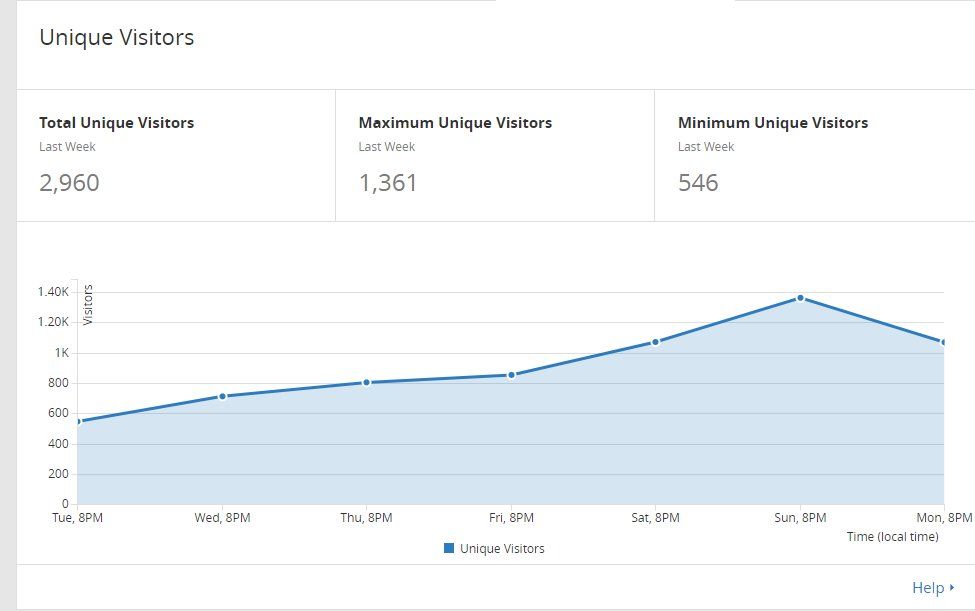 Unique Visitors
Total Unique Visitors
Last Week
2,960
Maximum Unique Visitors
Last Week
1,361
Minimum Unique Visitors
Last Week
546
Visitors
1.40K
1.20K
1K
800
600
400
200
0
Tue, 8PM Wed, 8PM Thu, 8PM Fri, 8PM Sat, 8PM Sun, 8PM Mon, 8PM
Time (local time)
Unique Visitors
Help